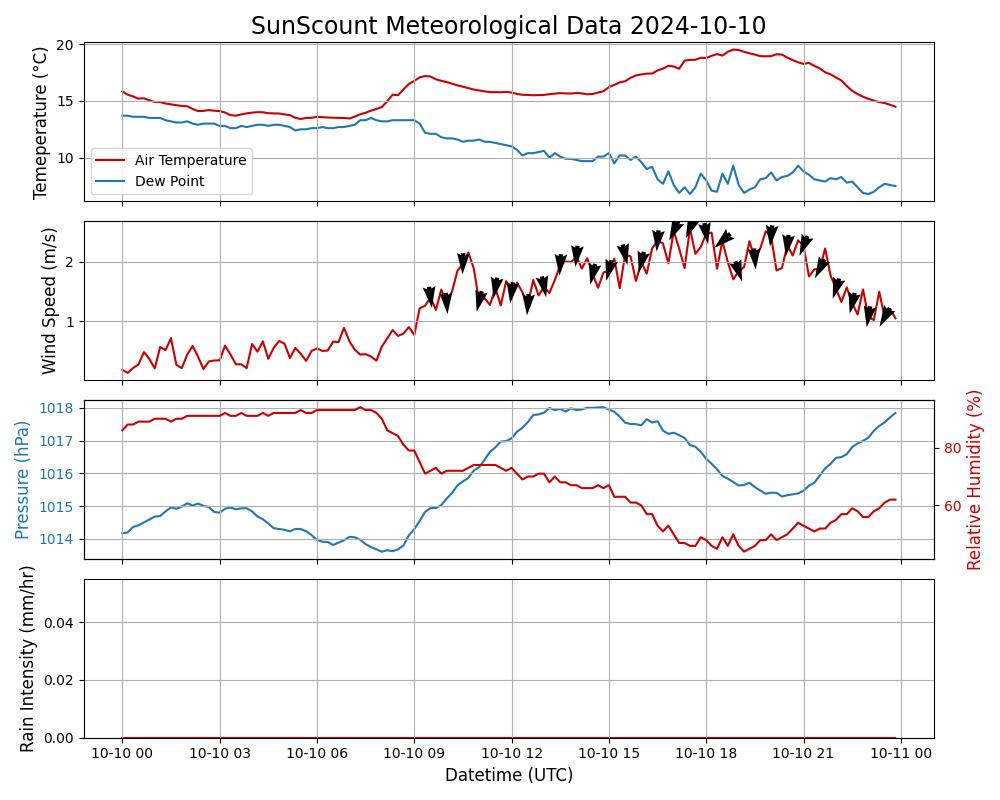 SunScount Meteorological Data 2024-10-10
Temeperature (°C)
20
15
10
Air Temperature
Dew Point
Wind Speed (m/s)
2
1
Pressure (hPa)
1018
1017
1016
1015
1014
Relative Humidity (%)
80
60
Rain Intensity (mm/hr)
0.04
0.02
0.00
10-10 00 10-10 03 10-10 06 10-10 09 10-10 12 10-10 15 10-10 18 10-10 21 10-11 00
Datetime (UTC)